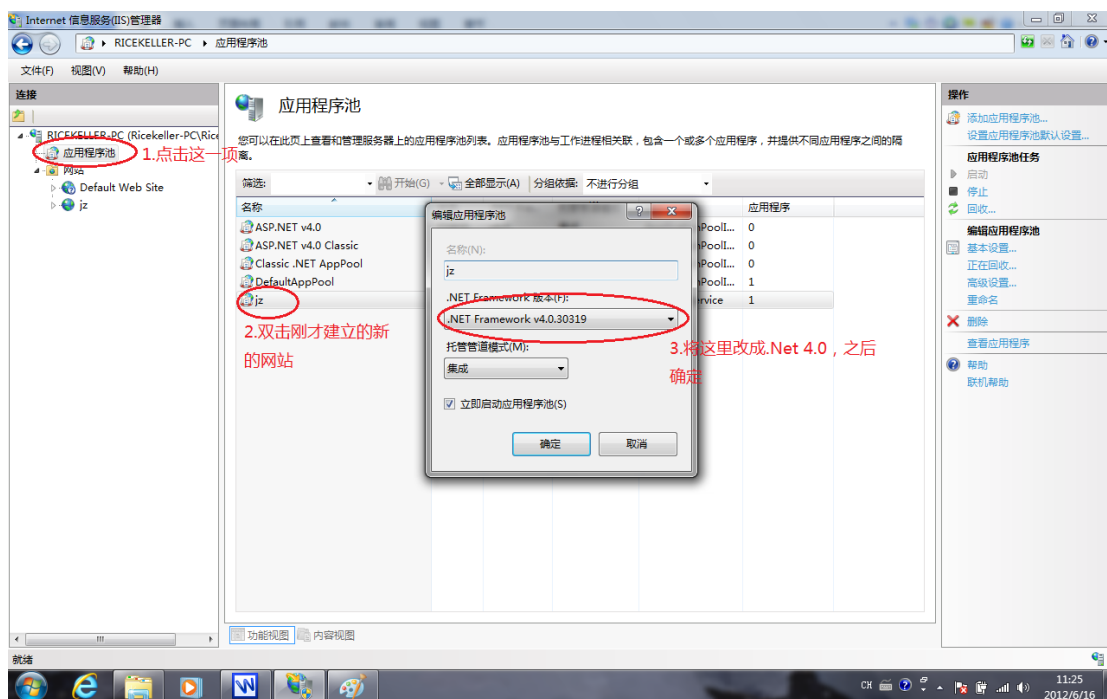 Internet 信息服务(IIS)管理器
RICEKELLER-PC
应用程序池
文件(F) 视图(V) 帮助(H)
连接
RICEKELLER-PC (Ricekeller-PC\Rice
应用程序池
网站
Default Web Site
jz
1.点击这一项
应用程序池
您可以在此页上查看和管理服务器上的应用程序池列表。应用程序池与工作进程相关联，包含一个或多个应用程序，并提供不同应用程序之间的隔
离。
筛选: 开始(G) 全部显示(A) 分组依据: 不进行分组
名称 应用程序
ASP.NET v4.0 nPoolI... 0
ASP.NET v4.0 Classic nPoolI... 0
Classic .NET AppPool nPoolI... 0
DefaultAppPool nPoolI... 1
jz ervice 1
2.双击刚才建立的新
的网站
编辑应用程序池
名称(N):
jz
.NET Framework 版本(F):
.NET Framework v4.0.30319
托管管道模式(M):
集成
立即启动应用程序池(S)
确定 取消
3.将这里改成.Net 4.0，之后
确定
操作
添加应用程序池...
设置应用程序池默认设置...
应用程序池任务
启动
停止
回收...
编辑应用程序池
基本设置...
正在回收...
高级设置...
重命名
删除
查看应用程序
帮助
联机帮助
功能视图 内容视图
就绪
CH
11:25
2012/6/16